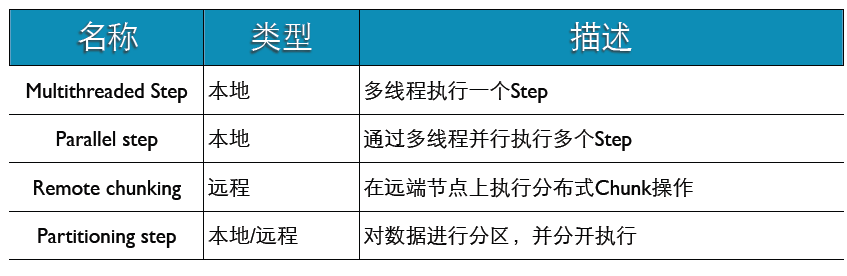 名称 类型 描述
Multithreaded Step 本地 多线程执行一个Step
Parallel step 本地 通过多线程并行执行多个Step
Remote chunking 远程 在远端节点上执行分布式Chunk操作
Partitioning step 本地/远程 对数据进行分区，并分开执行